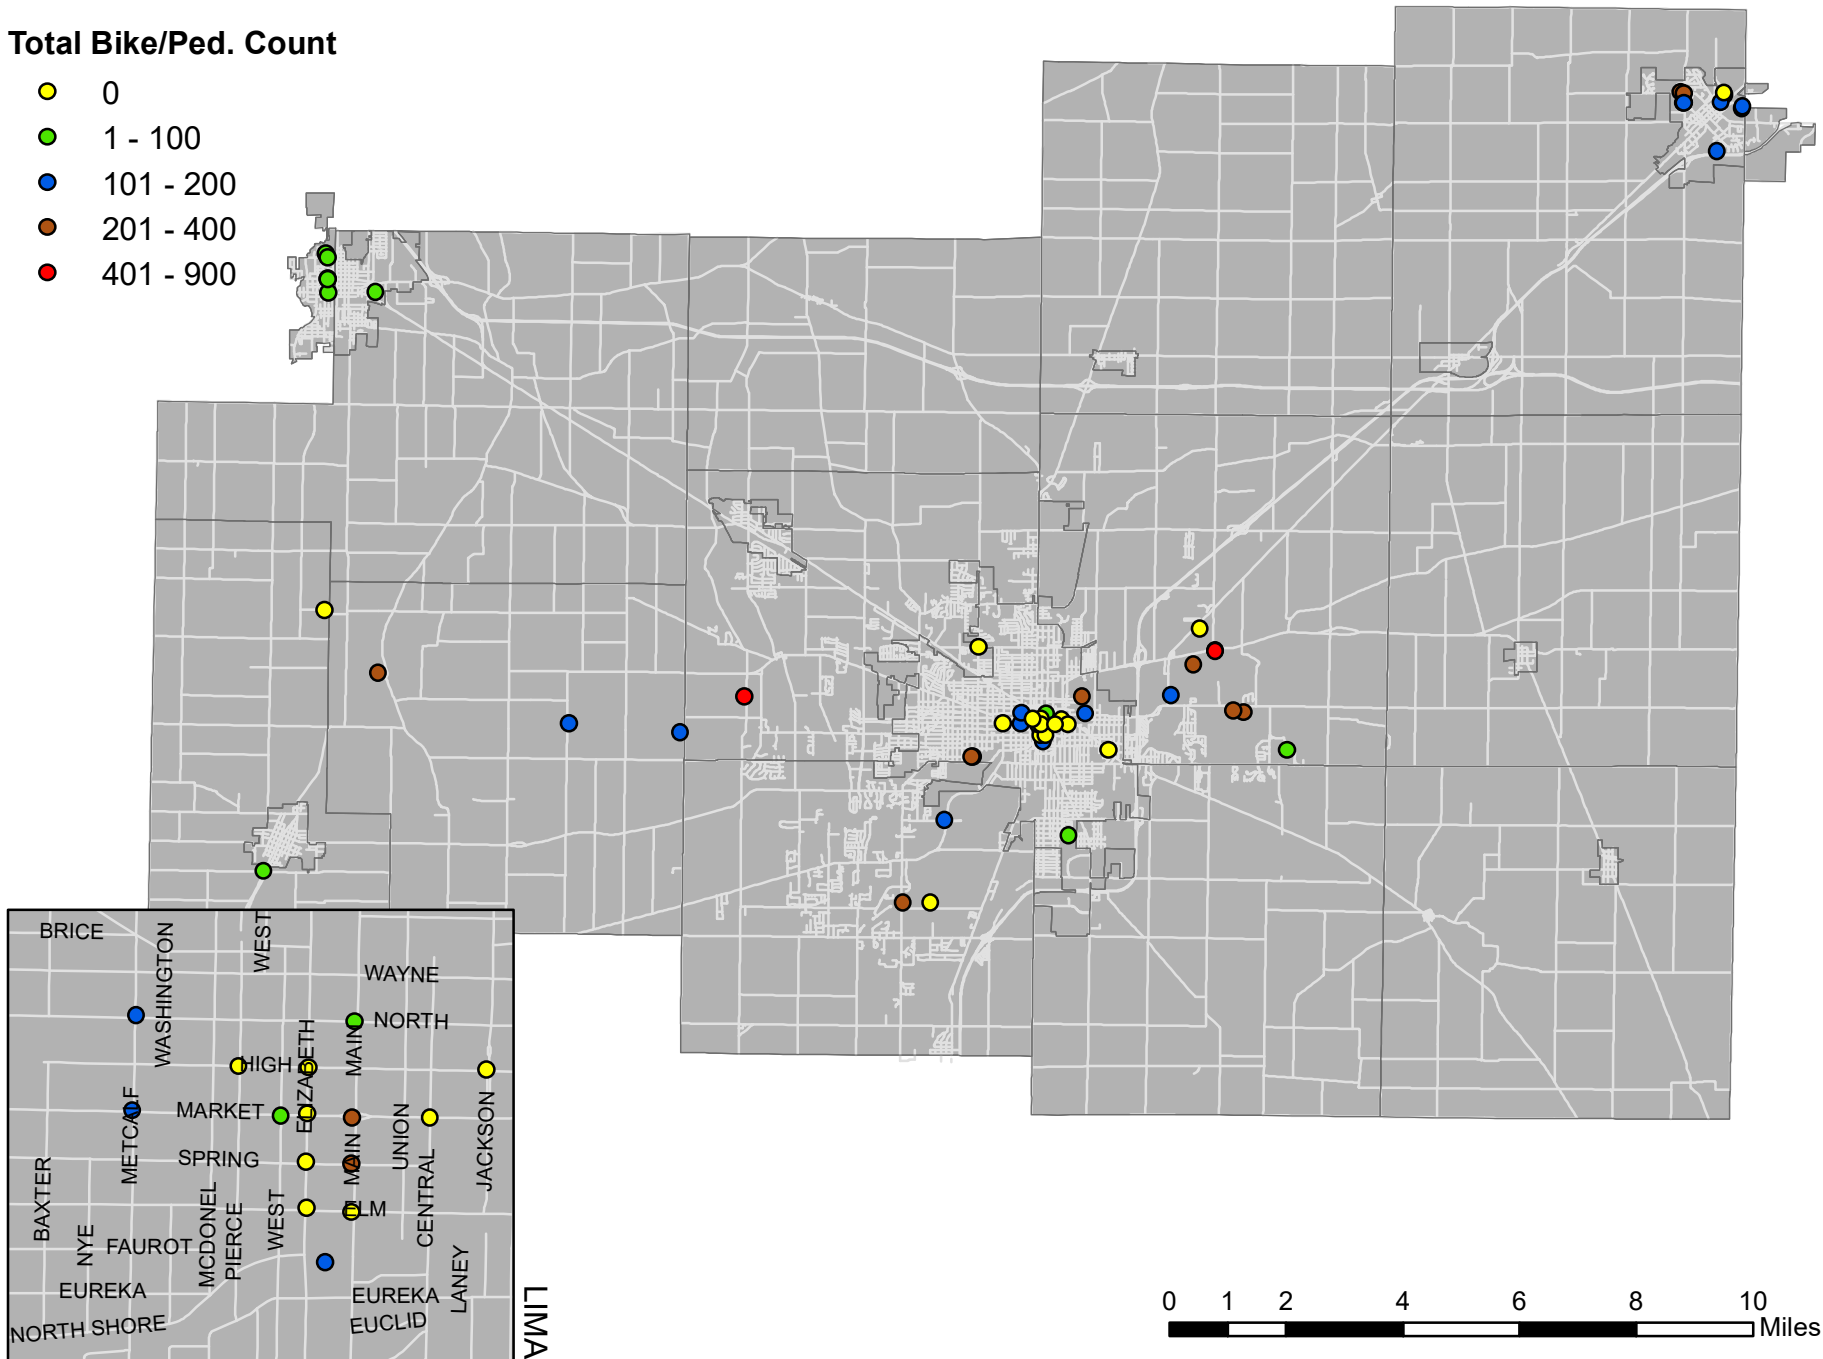 Total Bike/Ped. Count
0
1 - 100
101 - 200
201 - 400
401 - 900
BRICE
WASHINGTON
WEST
WAYNE
NORTH
MAIN
ELIZABETH
HIGH
MARKET
METCALF
UNION
JACKSON
SPRING
MAIN
CENTRAL
BAXTER
NYE
MCDONEL
PIERCE
WEST
ELM
FAUROT
LANEY
EUREKA
EUREKA
NORTH SHORE
EUCLID
LIMA
0 1 2 4 6 8 10
Miles